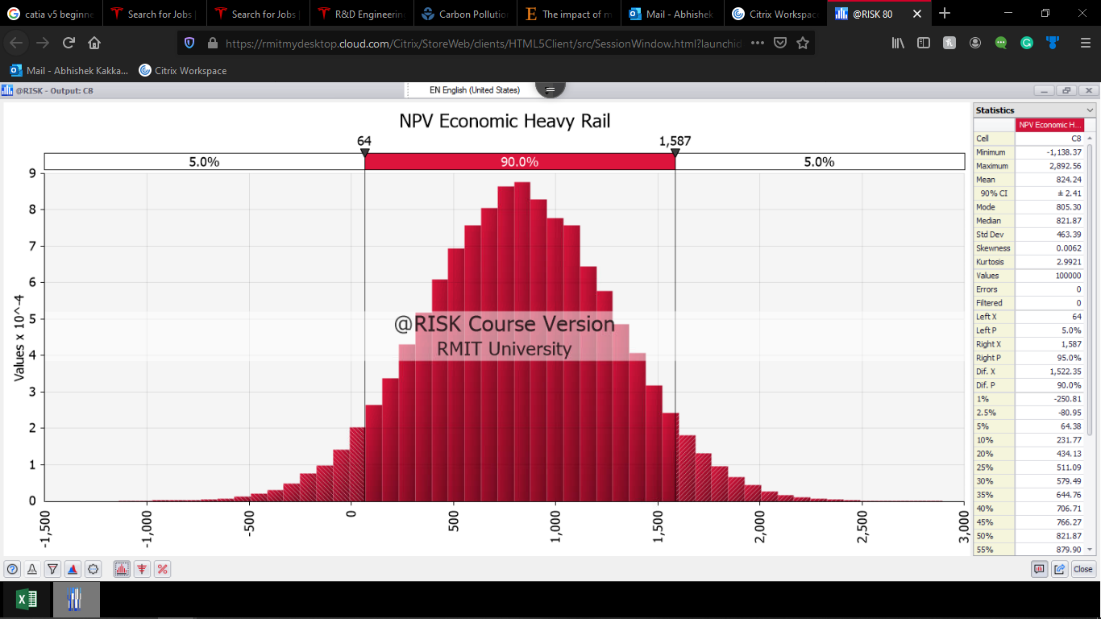 catia v5 beginne
Search for Jobs |
Search for Jobs |
R&D Engineerin
Carbon Pollution
The impact of m
Mail - Abhishek
Citrix Workspac
@RISK 80
https://rmitmydesktop.cloud.com/Citrix/StoreWeb/clients/HTML5Client/src/SessionWindow.html?launchid
Mail - Abhishek Kakka...
Citrix Workspace
@RISK - Output: C8
EN English (United States)
NPV Economic Heavy Rail
64
1,587
5.0%
90.0%
5.0%
9
8
7
6
5
4
3
2
1
0
Values x 10^-4
@RISK Course Version
RMIT University
-1,500
-1,000
-500
0
500
1,000
1,500
2,000
2,500
3,000
Statistics
NPV Economic H...
Cell C8
Minimum -1,138.37
Maximum 2,892.56
Mean 824.24
90% CI ± 2.41
Mode 805.30
Median 821.87
Std Dev 463.39
Skewness 0.0062
Kurtosis 2.9921
Values 100000
Errors 0
Filtered 0
Left X 64
Left P 5.0%
Right X 1,587
Right P 95.0%
Dif. X 1,522.35
Dif. P 90.0%
1% -250.81
2.5% -80.95
5% 64.38
10% 231.77
20% 434.13
25% 511.09
30% 579.49
35% 644.76
40% 706.71
45% 766.27
50% 821.87
55% 879.90
Close